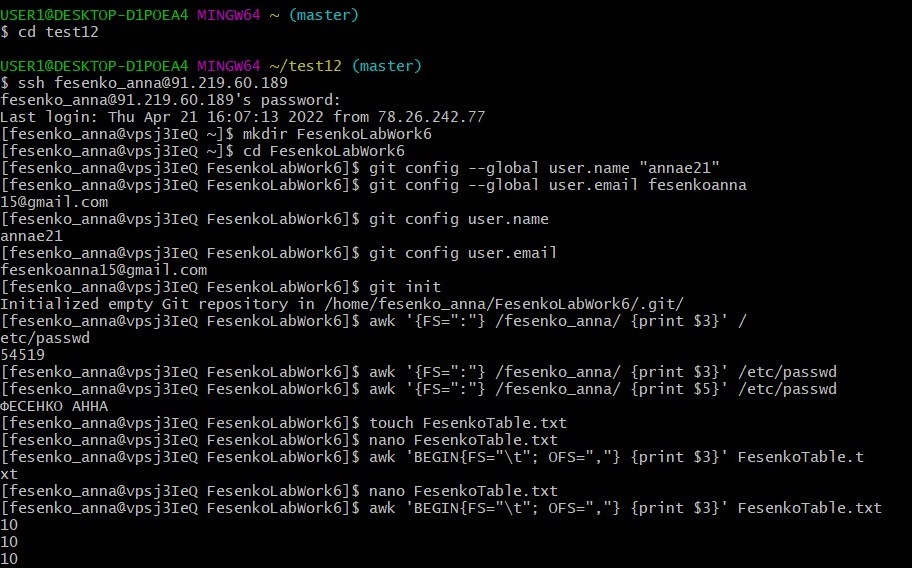 USER1@DESKTOP-D1POEA4 MINGW64 ~ (master)
$ cd test12
USER1@DESKTOP-D1POEA4 MINGW64 ~/test12 (master)
$ ssh fesenko_anna@91.219.60.189
fesenko_anna@91.219.60.189's password:
Last login: Thu Apr 21 16:07:13 2022 from 78.26.242.77
[fesenko_anna@vpsj3IeQ ~]$ mkdir FesenkoLabWork6
[fesenko_anna@vpsj3IeQ ~]$ cd FesenkoLabWork6
[fesenko_anna@vpsj3IeQ FesenkoLabWork6]$ git config --global user.name "annae21"
[fesenko_anna@vpsj3IeQ FesenkoLabWork6]$ git config --global user.email fesenkoanna
15@gmail.com
[fesenko_anna@vpsj3IeQ FesenkoLabWork6]$ git config user.name
annae21
[fesenko_anna@vpsj3IeQ FesenkoLabWork6]$ git config user.email
fesenkoanna15@gmail.com
[fesenko_anna@vpsj3IeQ FesenkoLabWork6]$ git init
Initialized empty Git repository in /home/fesenko_anna/FesenkoLabWork6/.git/
[fesenko_anna@vpsj3IeQ FesenkoLabWork6]$ awk '{FS=":"} /fesenko_anna/ {print $3}' /
etc/passwd
54519
[fesenko_anna@vpsj3IeQ FesenkoLabWork6]$ awk '{FS=":"} /fesenko_anna/ {print $3}' /etc/passwd
[fesenko_anna@vpsj3IeQ FesenkoLabWork6]$ awk '{FS=":"} /fesenko_anna/ {print $5}' /etc/passwd
ФЕСЕНКО АННА
[fesenko_anna@vpsj3IeQ FesenkoLabWork6]$ touch FesenkoTable.txt
[fesenko_anna@vpsj3IeQ FesenkoLabWork6]$ nano FesenkoTable.txt
[fesenko_anna@vpsj3IeQ FesenkoLabWork6]$ awk 'BEGIN{FS="\t"; OFS=","} {print $3}' FesenkoTable.t
xt
[fesenko_anna@vpsj3IeQ FesenkoLabWork6]$ nano FesenkoTable.txt
[fesenko_anna@vpsj3IeQ FesenkoLabWork6]$ awk 'BEGIN{FS="\t"; OFS=","} {print $3}' FesenkoTable.txt
10
10
10